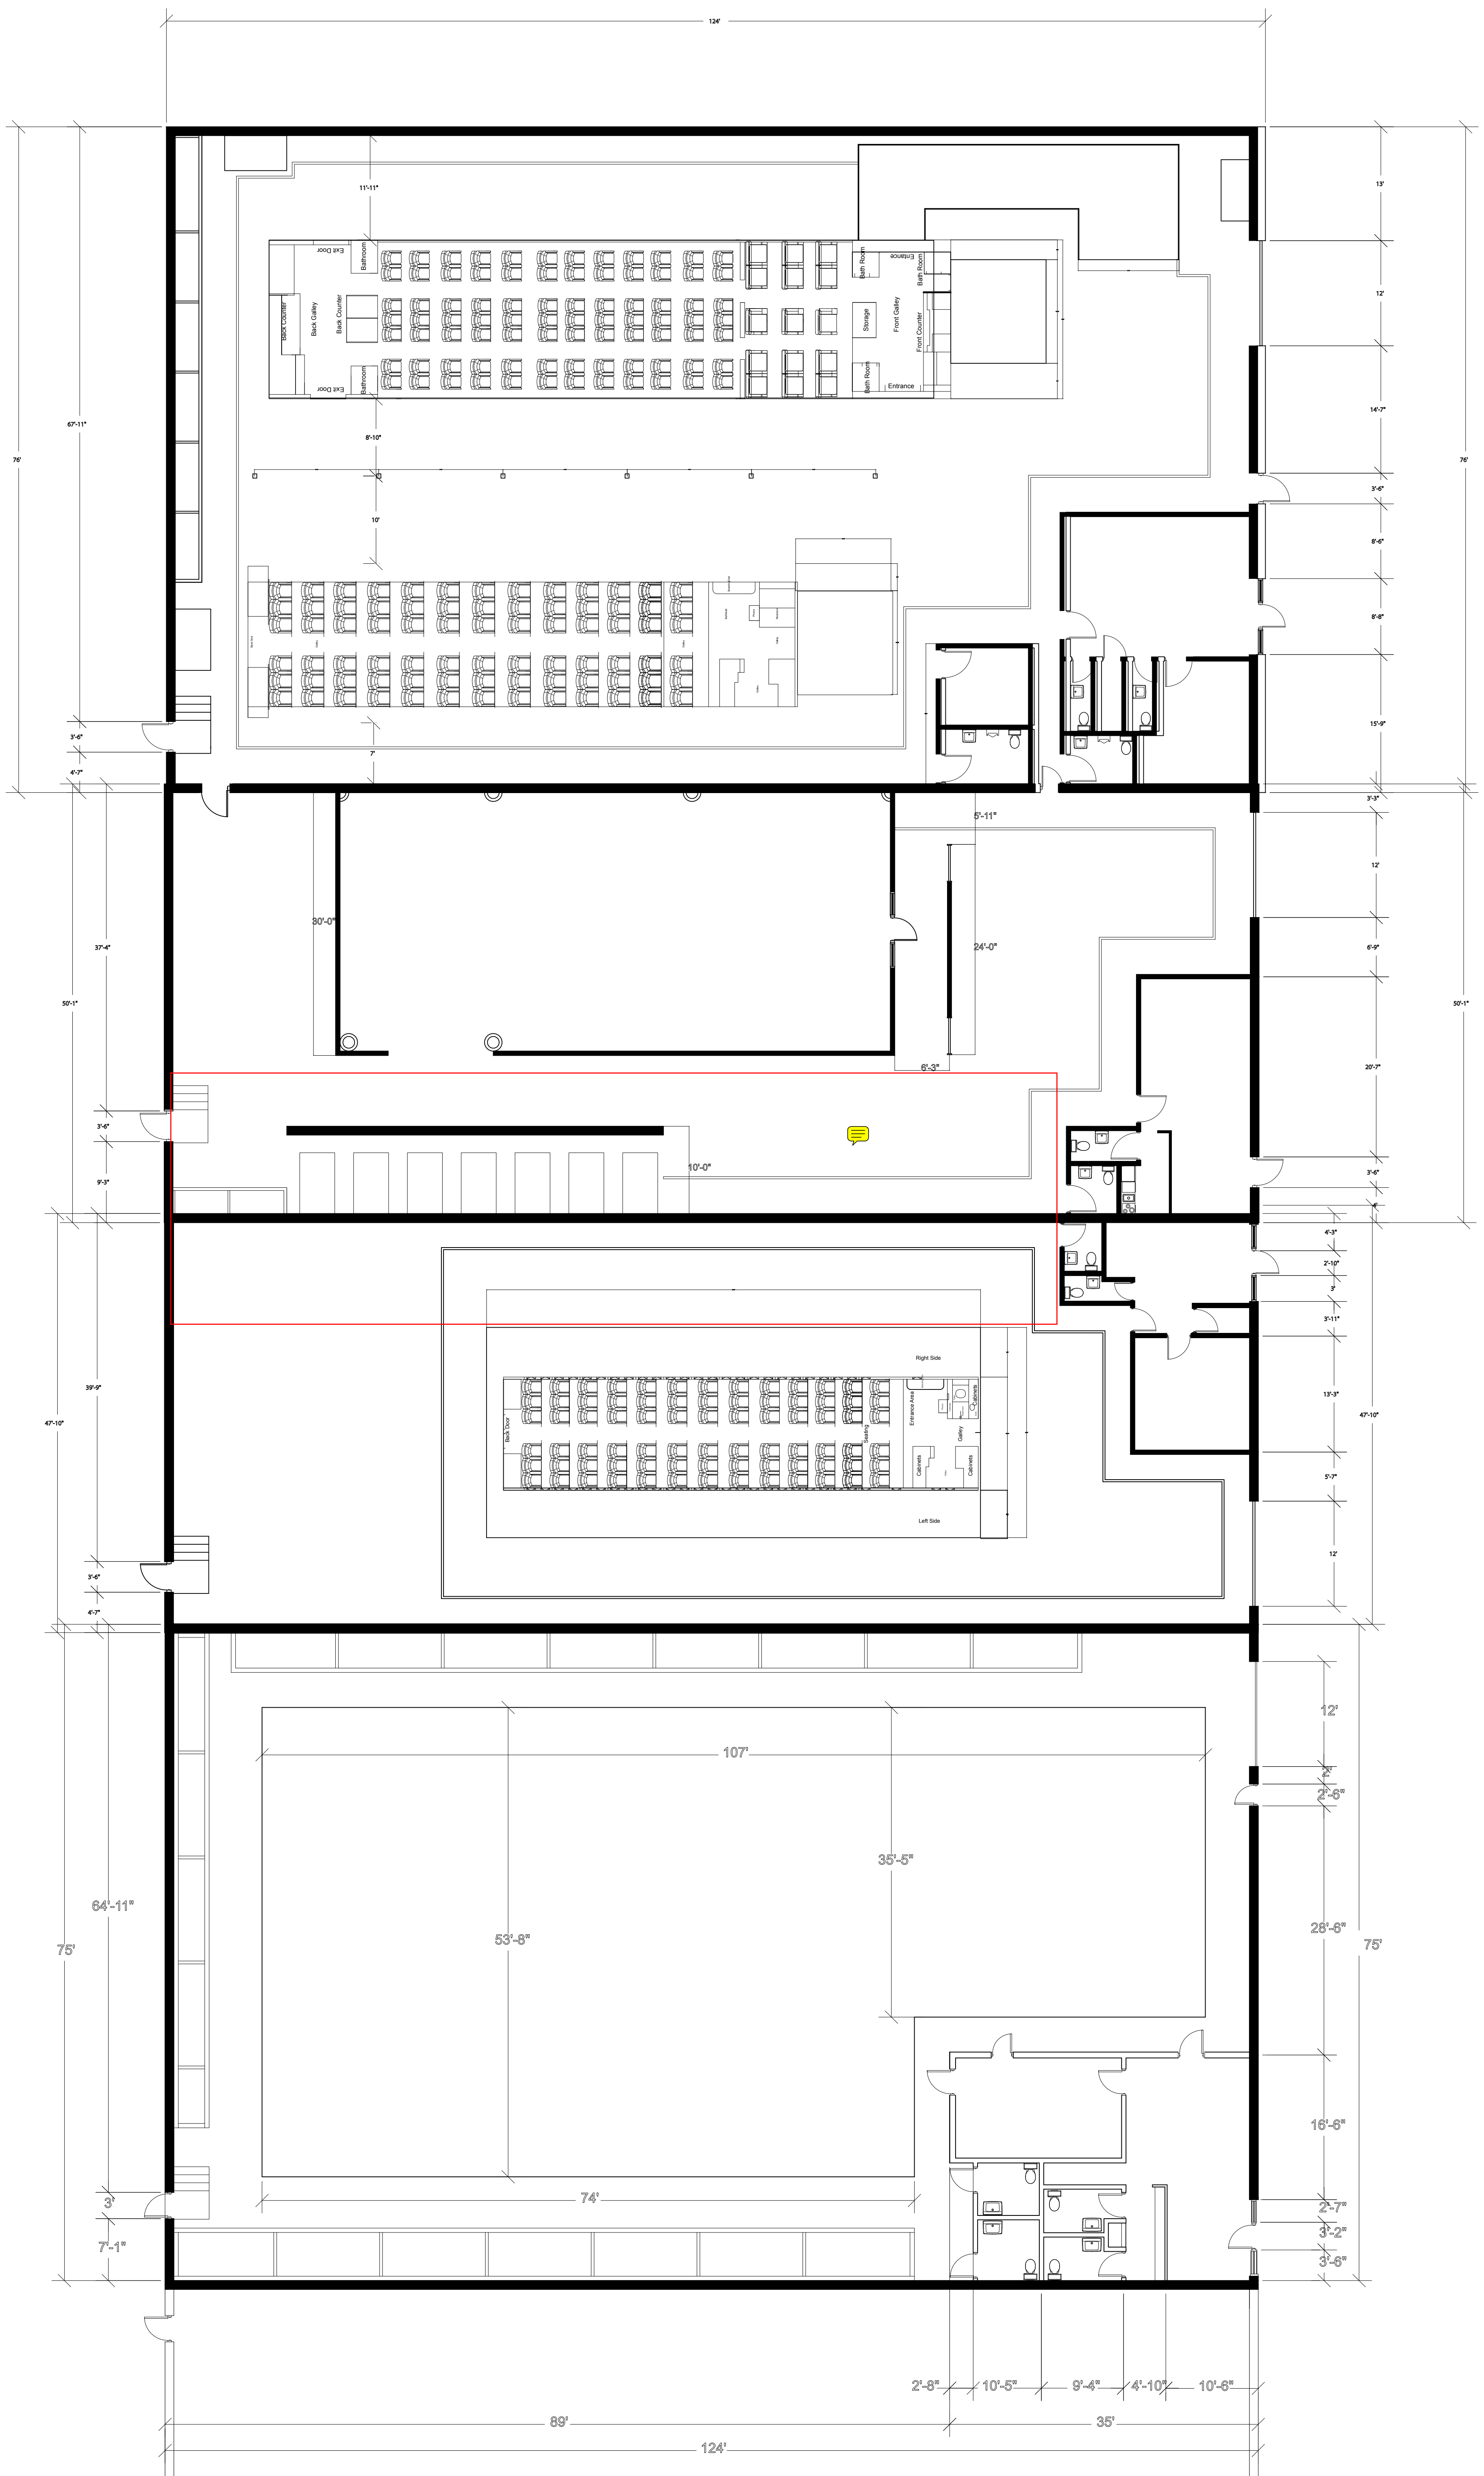 124'
13'
11'-11"
Exit Door
Bathroom
Bath Room
Entrance
Bath Room
12'
Back Counter
Back Galley
Back Counter
Storage
Front Galley
Front Counter
Exit Door
Bathroom
Bath Room
Entrance
14'-7"
67'-11"
8'-10"
76'
76'
3'-6"
10'
8'-6"
8'-8"
15'-9"
3'-6"
7'
4'-7"
3'-3"
5'-11"
12'
30'-0"
37'-4"
24'-0"
6'-9"
50'-1"
50'-1"
6'-3"
20'-7"
3'-6"
10'-0"
9'-3"
3'-6"
4'-3"
2'-10"
3'
3'-11"
Right Side
39'-9"
13'-3"
Cabinets
Entrance Area
47'-10"
47'-10"
Back Door
Seating
Galley
Cabinets
Cabinets
5'-7"
Left Side
12'
3'-6"
4'-7"
12'
107'
2'
2'-6"
35'-5"
64'-11"
28'-6"
53'-8"
75'
75'
16'-6"
74'
3'
2'-7"
3'-2"
7'-1"
3'-6"
2'-8"
10'-5"
9'-4"
4'-10"
10'-6"
89'
35'
124'